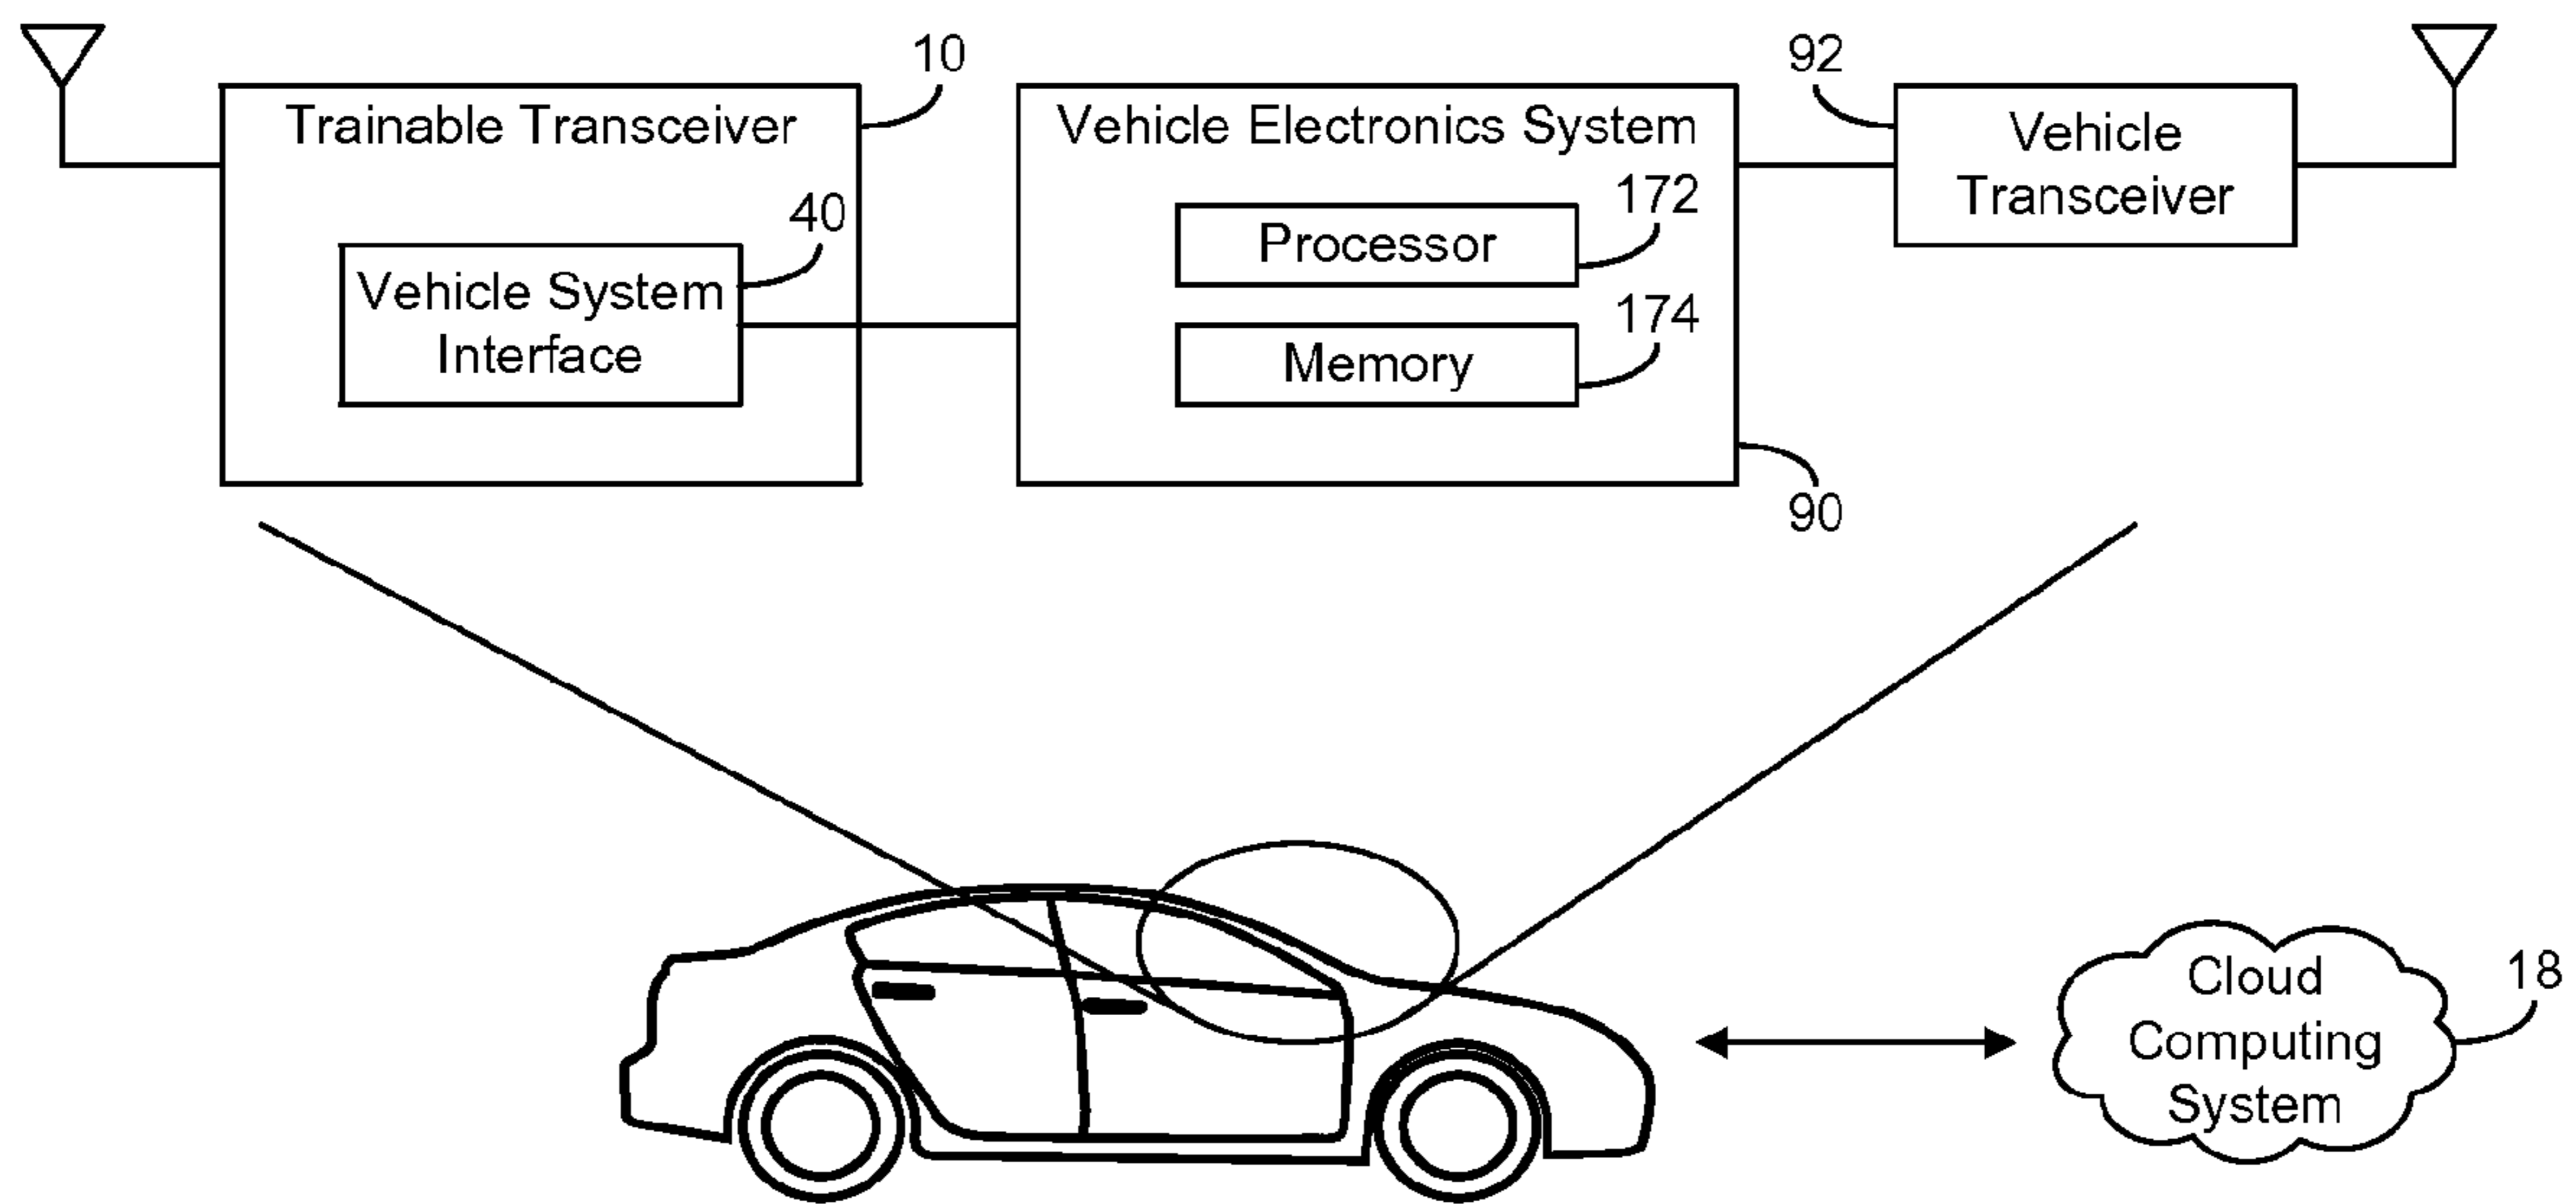 10
Trainable Transceiver
40
Vehicle System
Interface
Vehicle Electronics System
172
Processor
174
Memory
90
92
Vehicle
Transceiver
18
Cloud
Computing
System